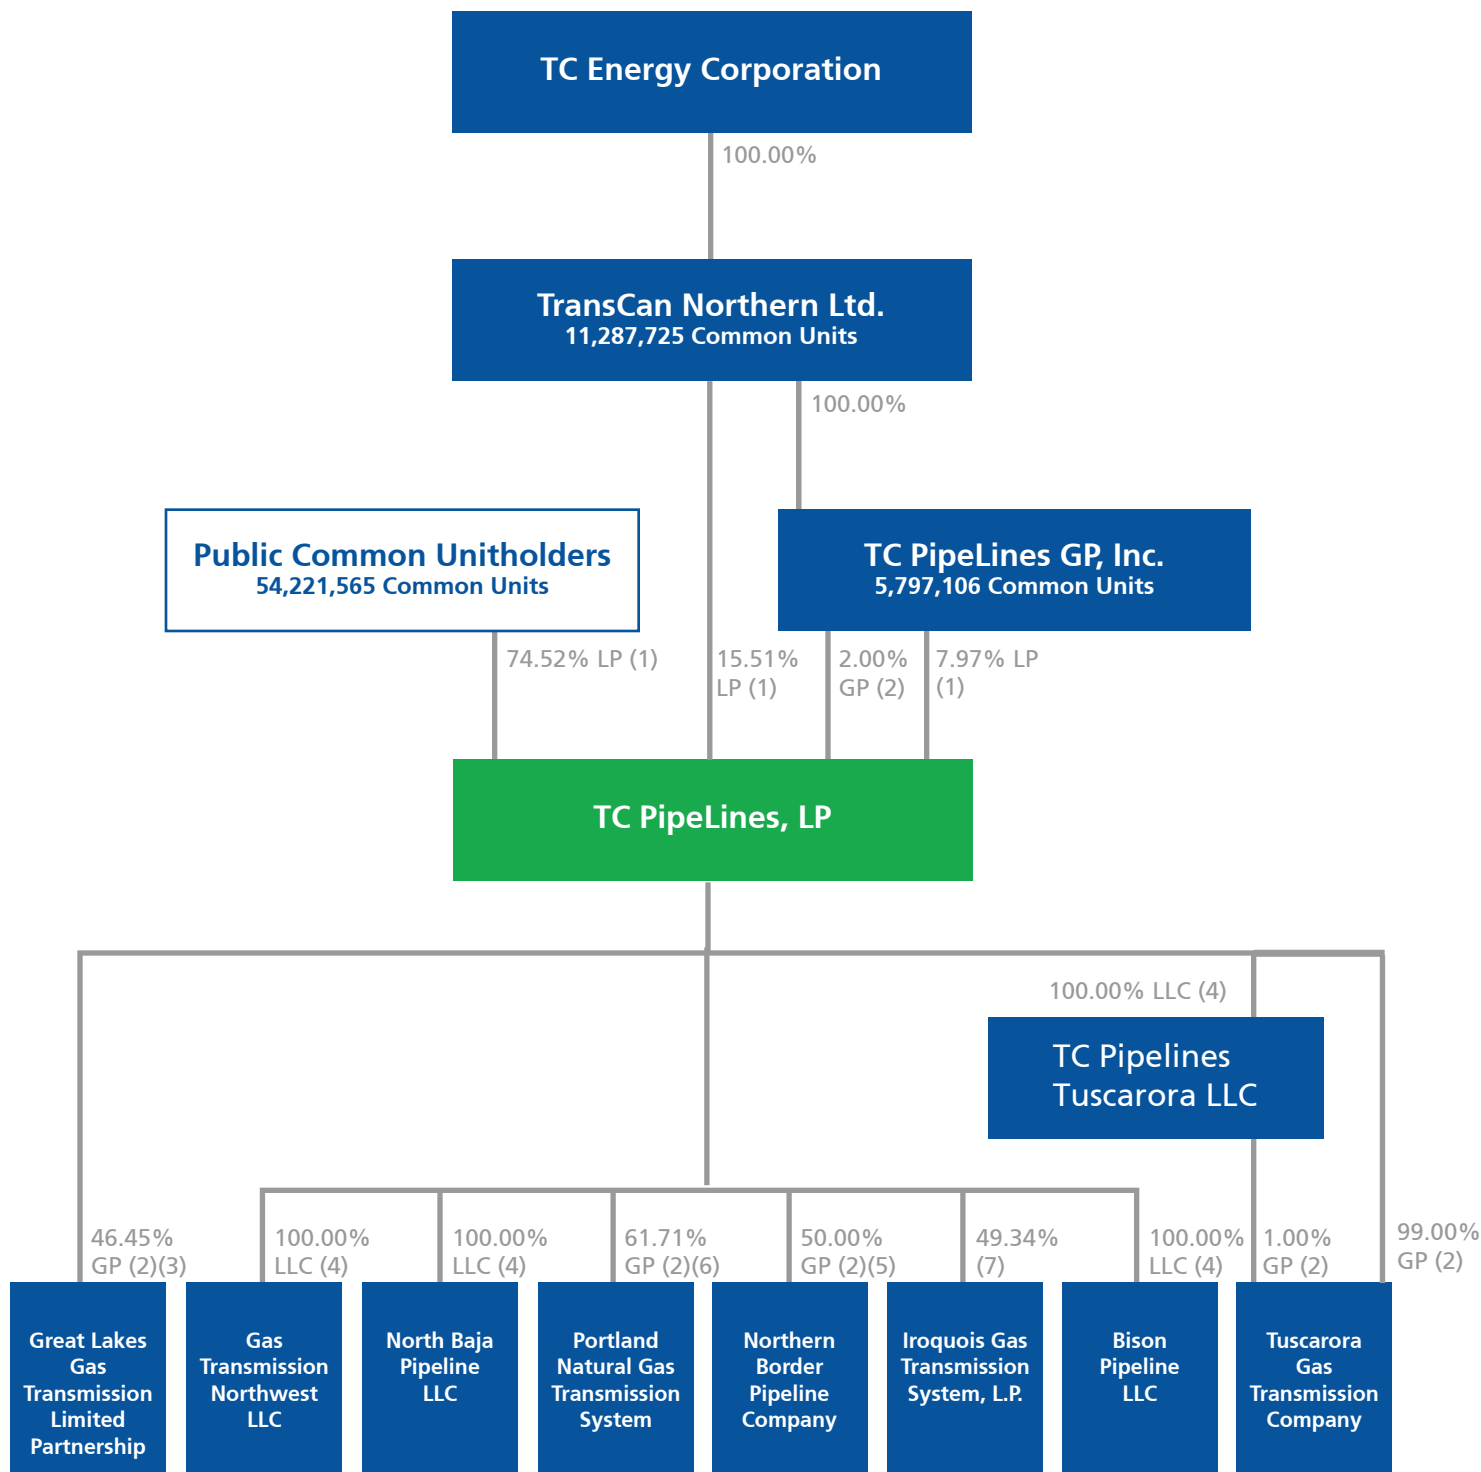 TC Energy Corporation
100.00%
TransCan Northern Ltd.
11,287,725 Common Units
100.00%
Public Common Unitholders
54,221,565 Common Units
TC PipeLines GP, Inc.
5,797,106 Common Units
74.52% LP (1)
15.51%
LP (1)
2.00%
GP (2)
7.97% LP
(1)
TC PipeLines, LP
100.00% LLC (4)
TC Pipelines
Tuscarora LLC
46.45%
GP (2)(3)
100.00%
LLC (4)
100.00%
LLC (4)
61.71%
GP (2)(6)
50.00%
GP (2)(5)
49.34%
(7)
100.00%
LLC (4)
1.00%
GP (2)
99.00%
GP (2)
Great Lakes
Gas
Transmission
Limited
Partnership
Gas
Transmission
Northwest
LLC
North Baja
Pipeline
LLC
Portland
Natural Gas
Transmission
System
Northern
Border
Pipeline
Company
Iroquois Gas
Transmission
System, L.P.
Bison
Pipeline
LLC
Tuscarora
Gas
Transmission
Company